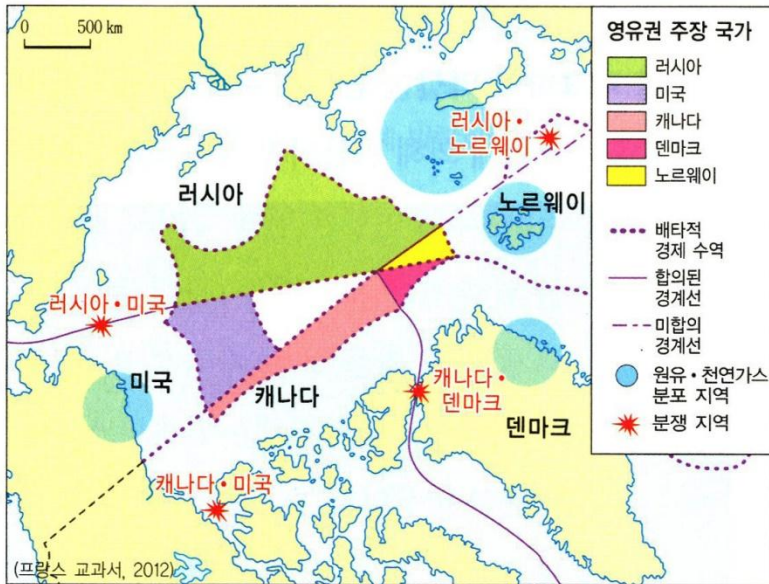 0 500 km
러시아
러시아•
노르웨이
노르웨이
러시아•미국
미국
캐나다
캐나다•
덴마크
덴마크
캐나다•미국
(프랑스 교과서, 2012)
영유권 주장 국가
러시아
미국
캐나다
덴마크
노르웨이
배타적
경제 수역
합의된
경계선
미합의
경계선
원유•천연가스
분포 지역
분쟁 지역